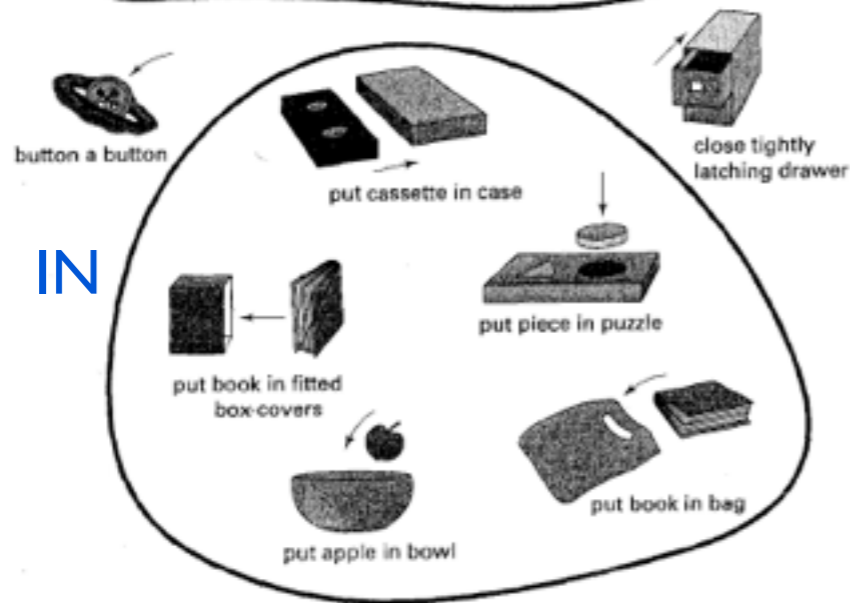 button a button
close tightly
latching drawer
put cassette in case
IN
put piece in puzzle
put book in fitted
box-covers
put book in bag
put apple in bowl